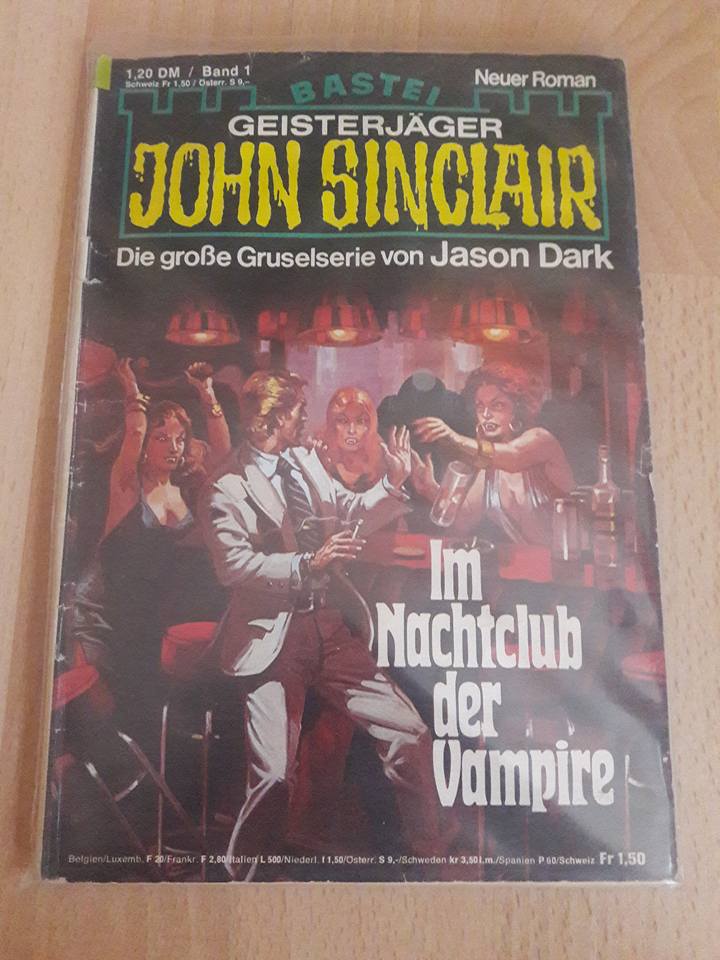 1,20 DM / Band 1
Schweiz Fr 1,50 / Österr. S 9,-
BASTEI
Neuer Roman
GEISTERJÄGER
JOHN SINCLAIR
Die große Gruselserie von Jason Dark
Im
Nachtclub
der
Vampire
Belgien/Luxemb. F 20/Frankr. F 2,80/Italien L 500/Niederl. f 1,50/Österr. S 9,-/Schweden kr 3,50 i.m./Spanien P 60/Schweiz Fr 1,50